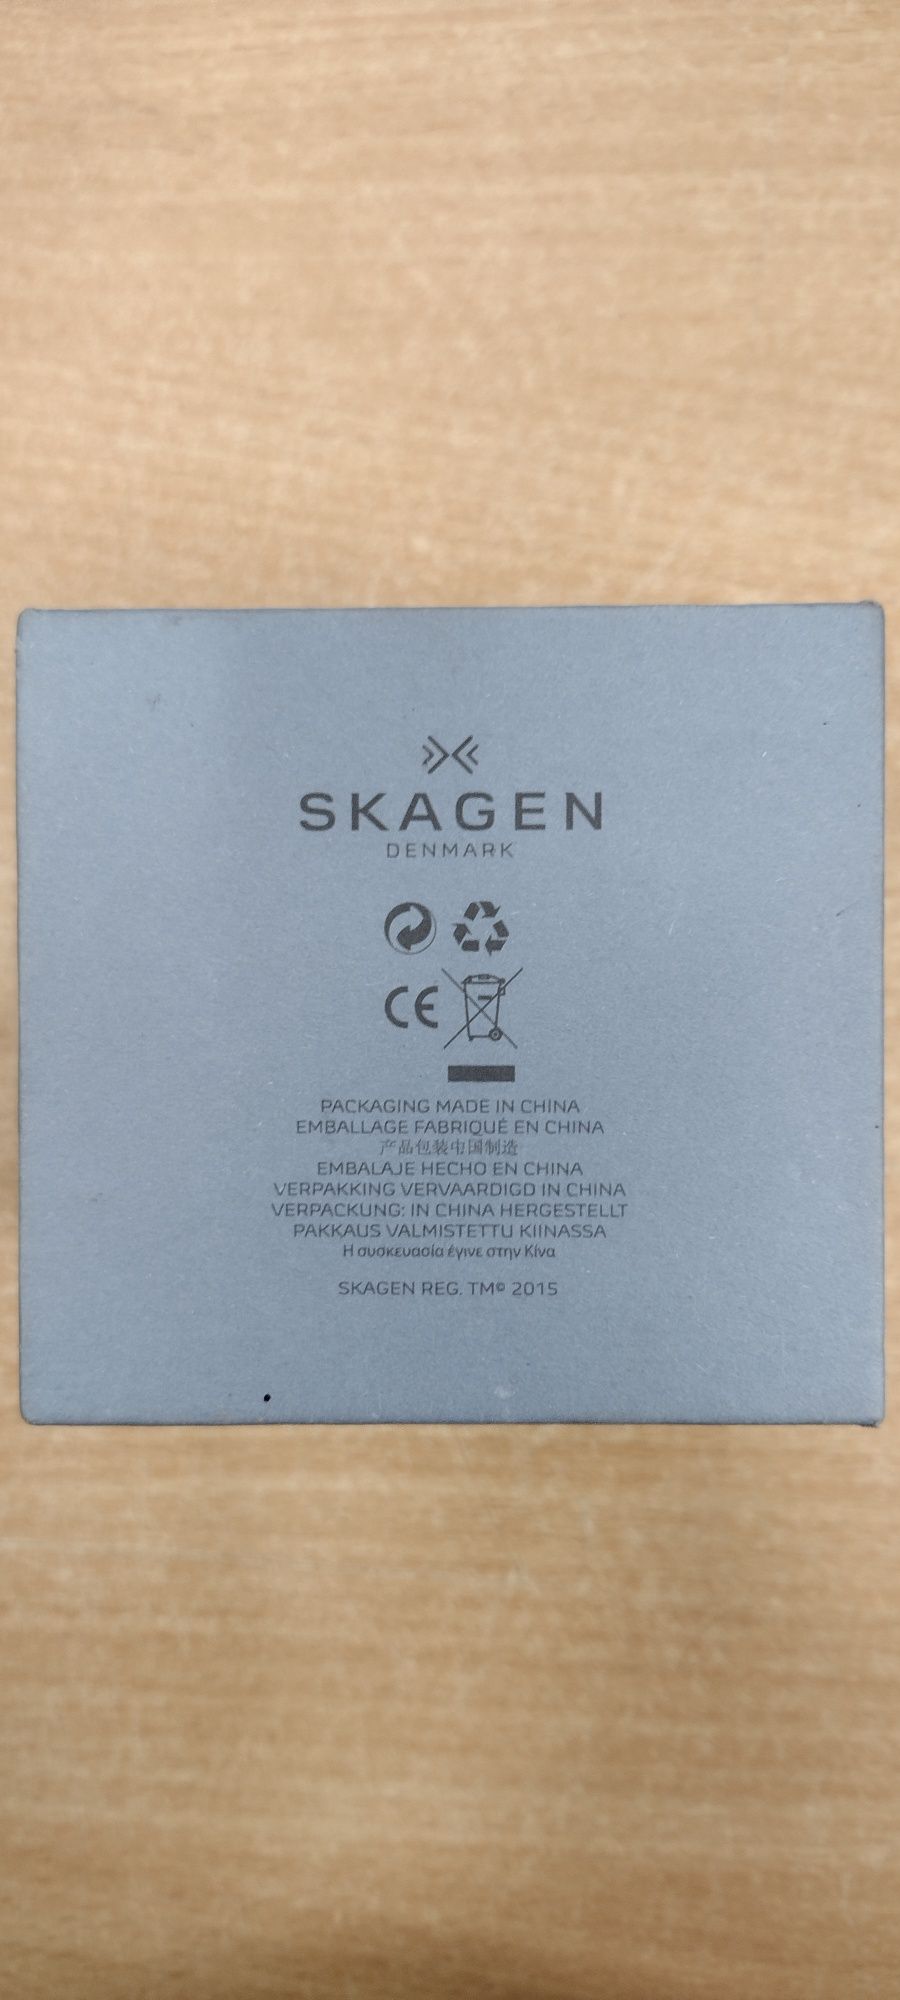 SKAGEN
DENMARK
CE
PACKAGING MADE IN CHINA
EMBALLAGE FABRIQUÉ EN CHINA
产品包装中国制造
EMBALAJE HECHO EN CHINA
VERPAKKING VERVAARDIGD IN CHINA
VERPACKUNG: IN CHINA HERGESTELLT
PAKKAUS VALMISTETTU KIINASSA
Η συσκευασία έγινε στην Κίνα
SKAGEN REG. TM© 2015